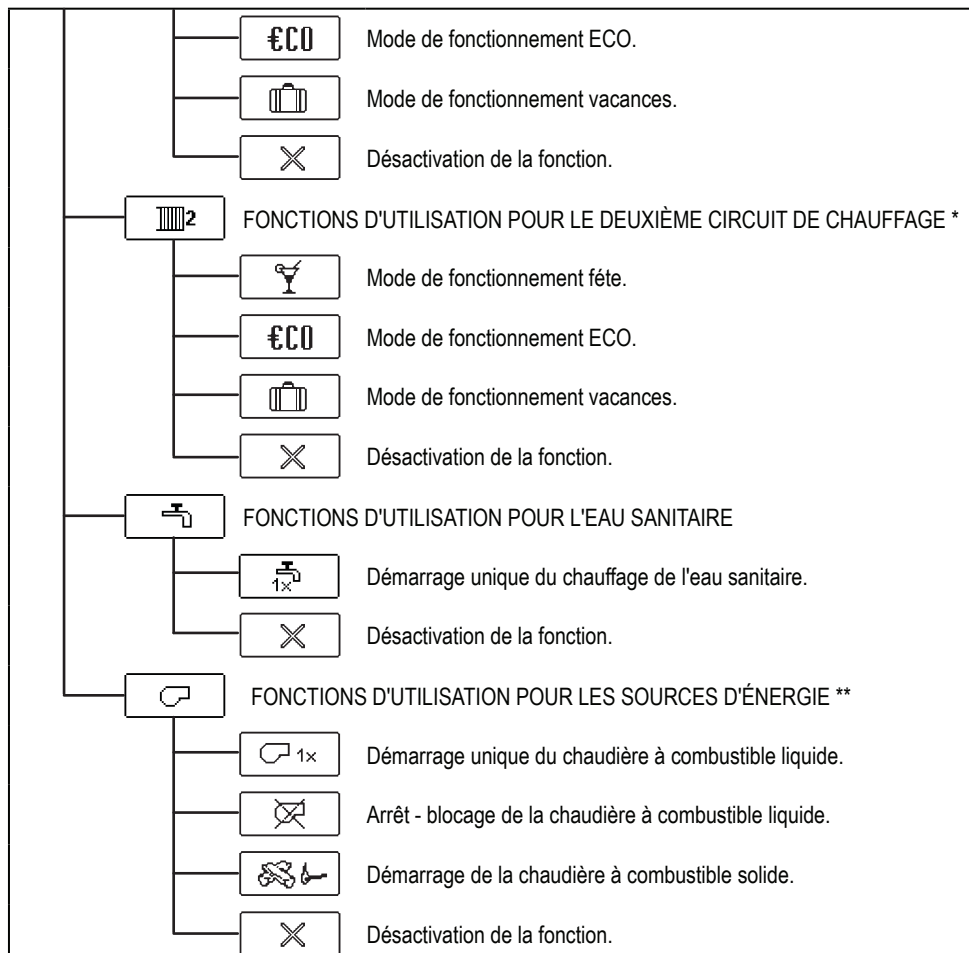 €CO Mode de fonctionnement ECO.
Mode de fonctionnement vacances.
Désactivation de la fonction.
2 FONCTIONS D'UTILISATION POUR LE DEUXIÈME CIRCUIT DE CHAUFFAGE *
Mode de fonctionnement féte.
€CO Mode de fonctionnement ECO.
Mode de fonctionnement vacances.
Désactivation de la fonction.
FONCTIONS D'UTILISATION POUR L'EAU SANITAIRE
1x Démarrage unique du chauffage de l'eau sanitaire.
Désactivation de la fonction.
FONCTIONS D'UTILISATION POUR LES SOURCES D'ÉNERGIE **
1x Démarrage unique du chaudière à combustible liquide.
Arrêt - blocage de la chaudière à combustible liquide.
Démarrage de la chaudière à combustible solide.
Désactivation de la fonction.